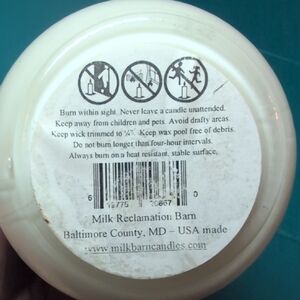 Burn within sight. Never leave a candle unattended.
Keep away from children and pets. Avoid drafty areas.
Keep wick trimmed to ¼". Keep wax pool free of debris.
Do not burn longer than four-hour intervals.
Always burn on a heat resistant, stable surface.
6 0
Milk Reclamation Barn
Baltimore County, MD – USA made
www.milkbarncandles.com